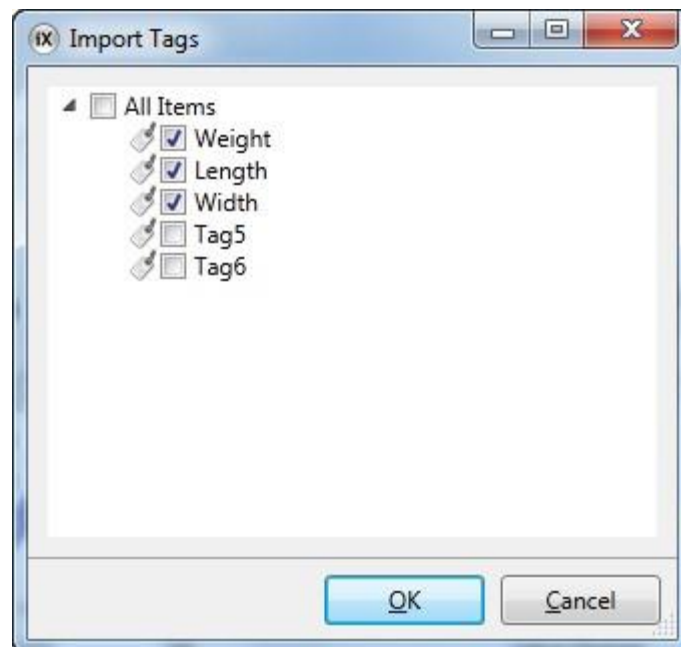 iX Import Tags
All Items
Weight
Length
Width
Tag5
Tag6
OK
Cancel